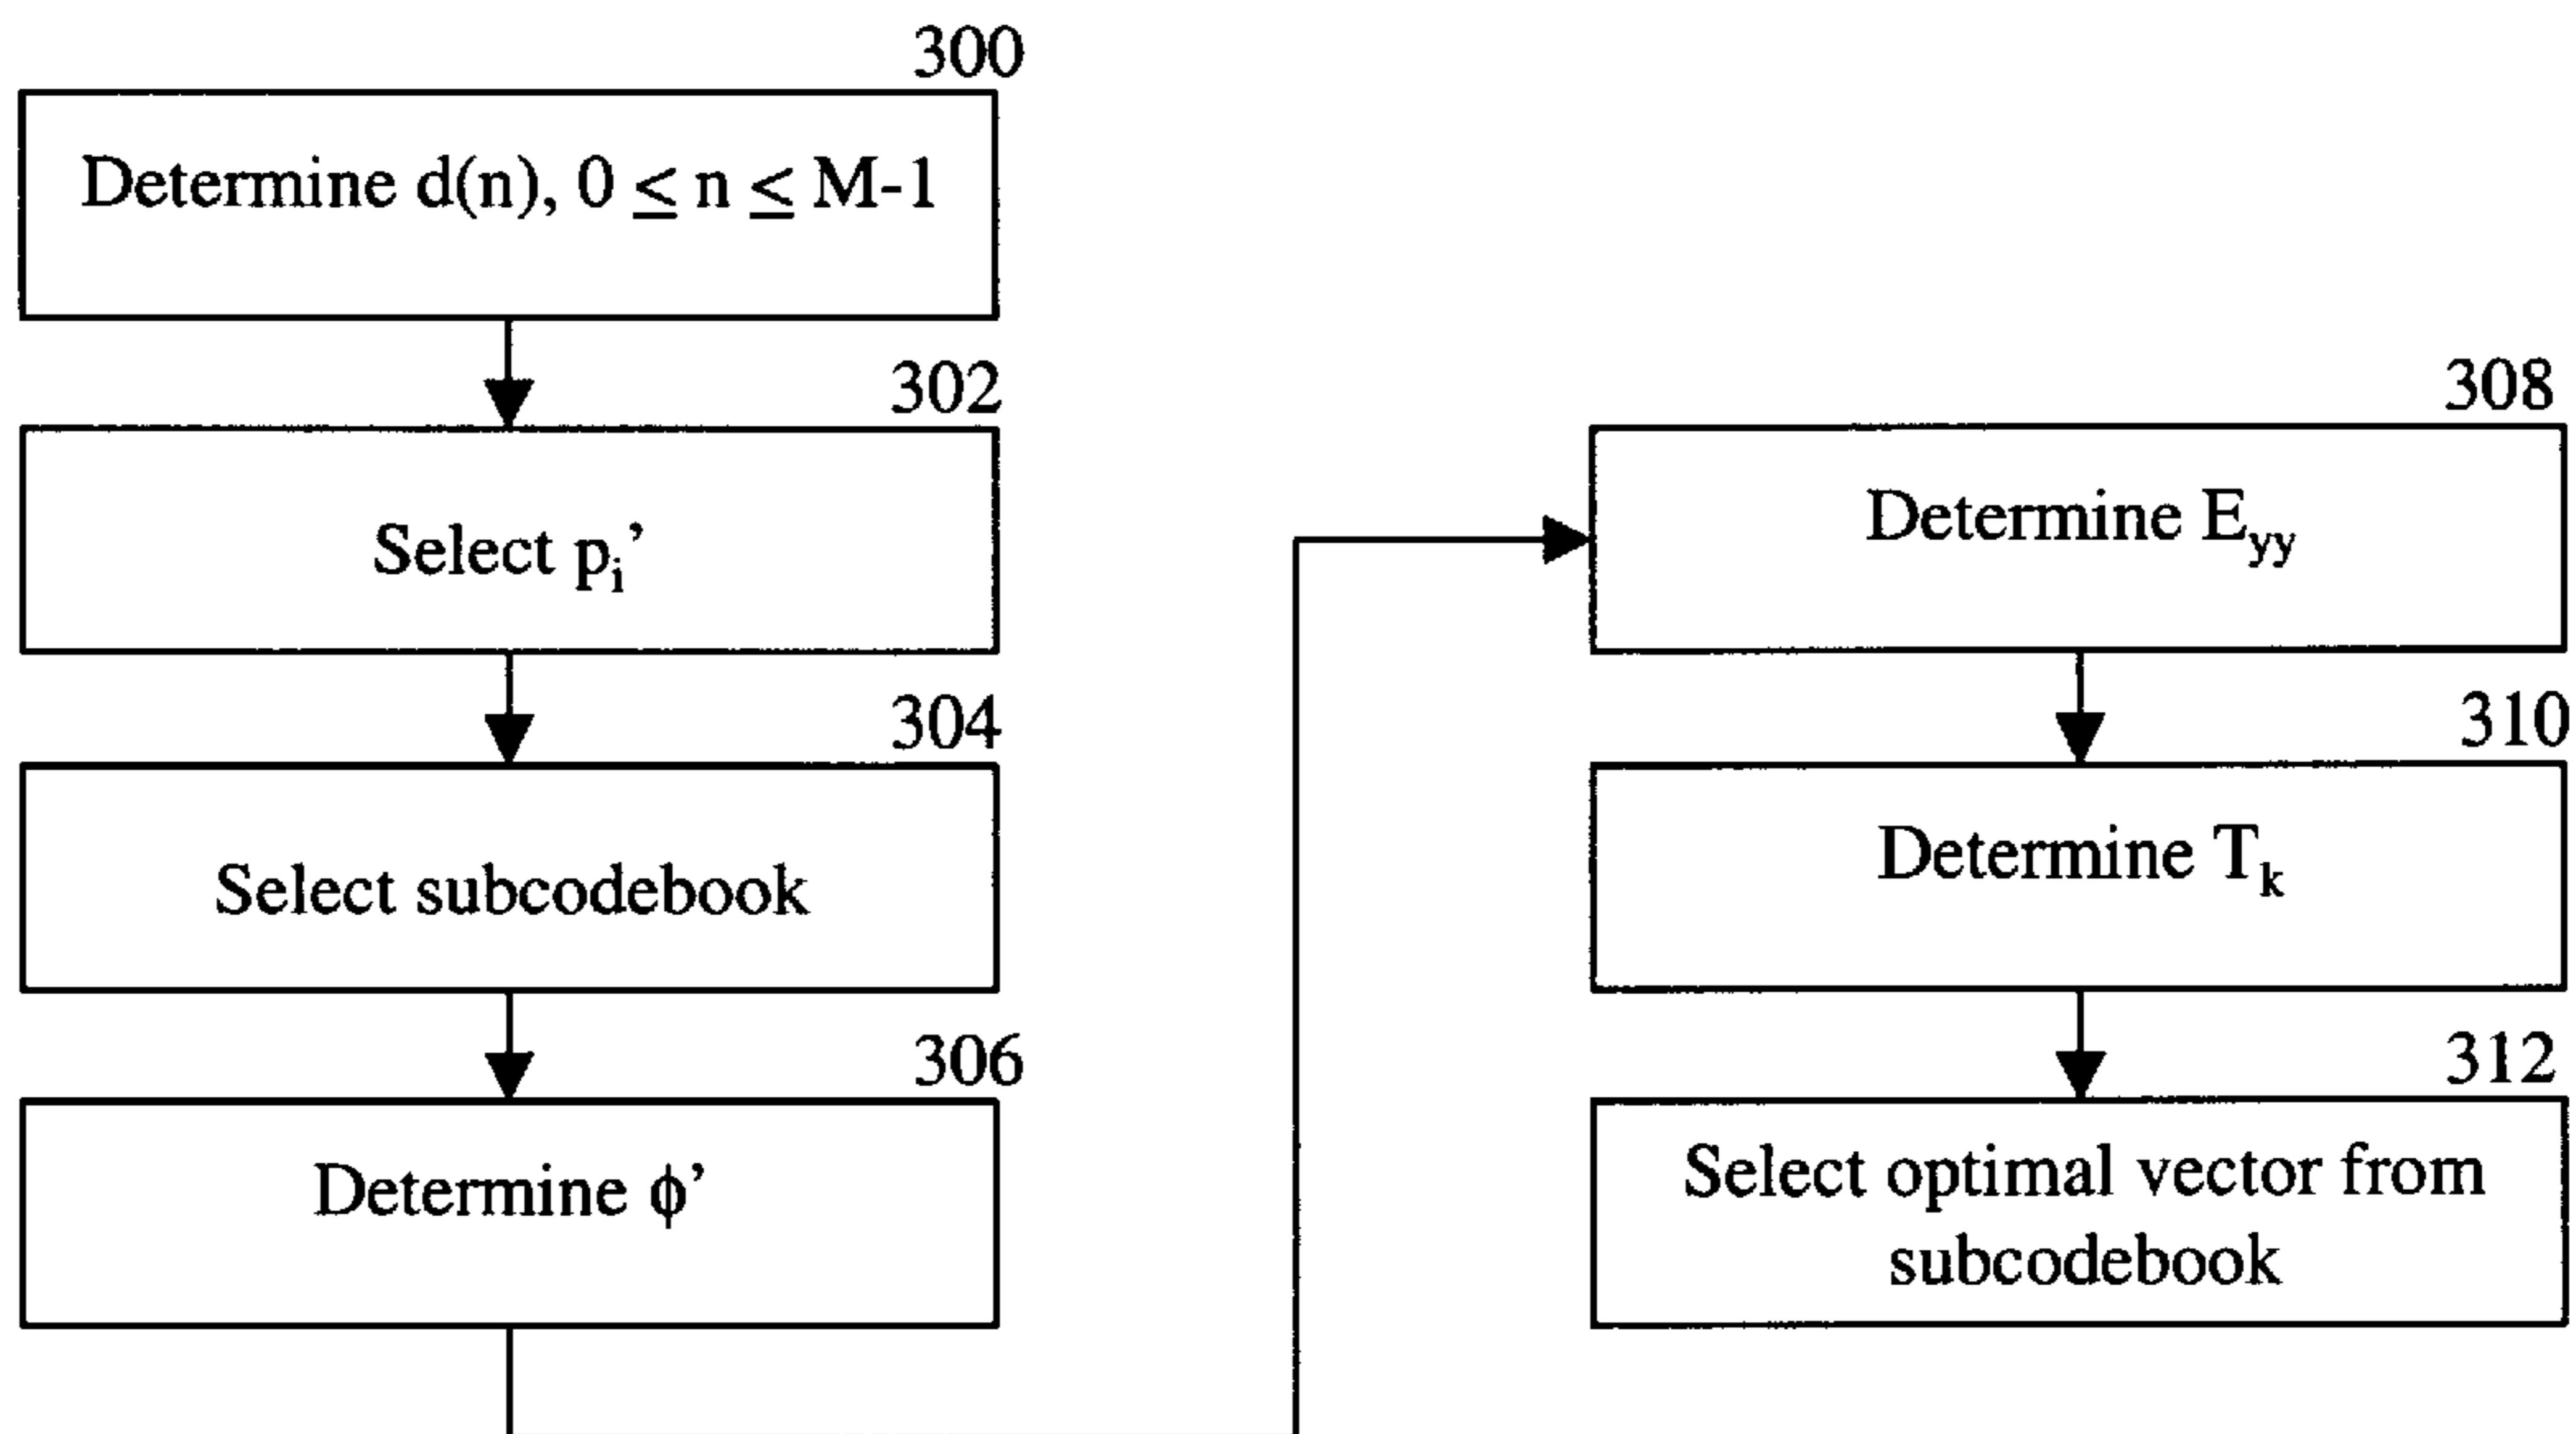 300
Determine d(n), 0 ≤ n ≤ M-1
302
Select pᵢ’
304
Select subcodebook
306
Determine ϕ’
308
Determine Eyy
310
Determine Tₖ
312
Select optimal vector from
subcodebook